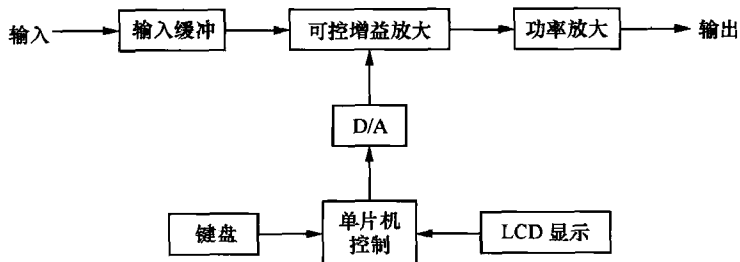 输入
输入缓冲
可控增益放大
功率放大
输出
D/A
键盘
单片机
控制
LCD 显示